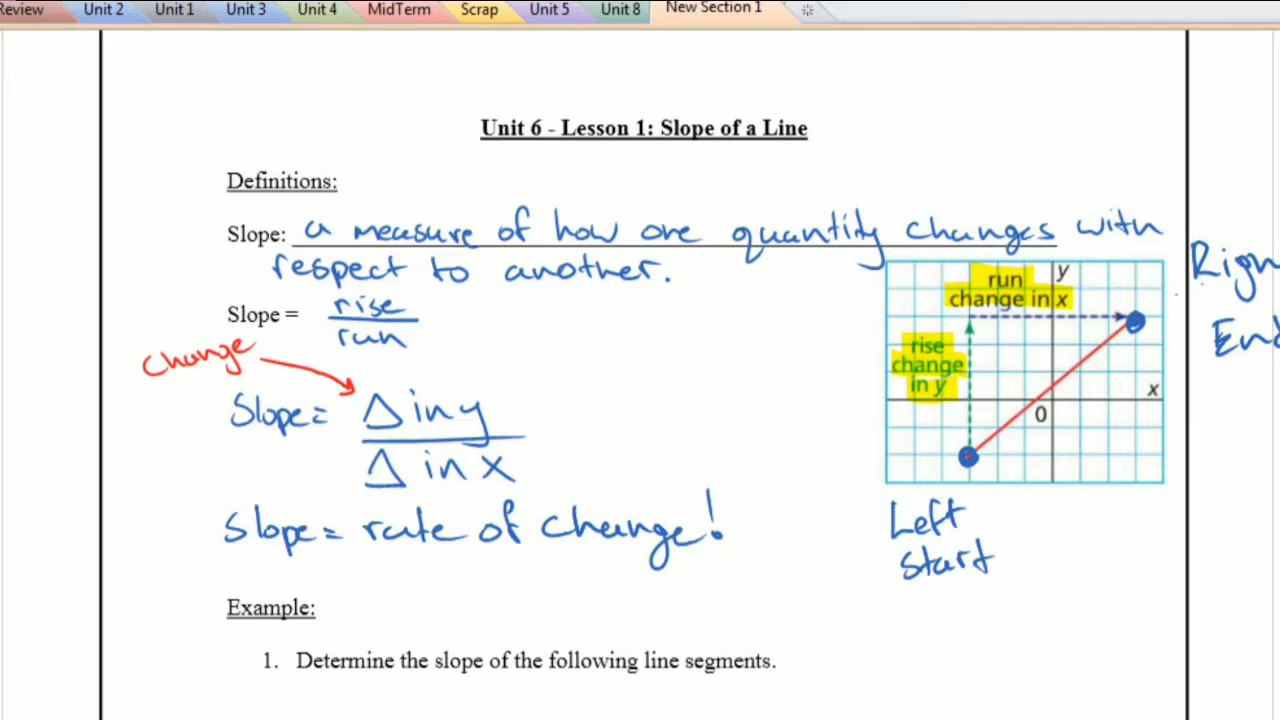 Review Unit 2 Unit 1 Unit 3 Unit 4 MidTerm Scrap Unit 5 Unit 8 New Section 1
Unit 6 - Lesson 1: Slope of a Line
Definitions:
Slope: a measure of how one quantity changes with
respect to another.
Slope = rise
run
change
Slope = Δ in y
Δ in x
Slope = rate of change!
run
change in x
y
rise
change
in y
x
0
Left
Start
Example:
1. Determine the slope of the following line segments.